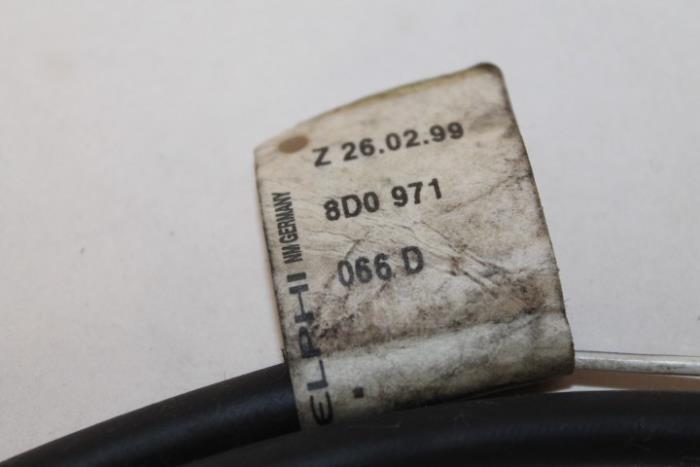 Z 26.02.99
8D0 971
066 D
ELPHI NM GERMANY